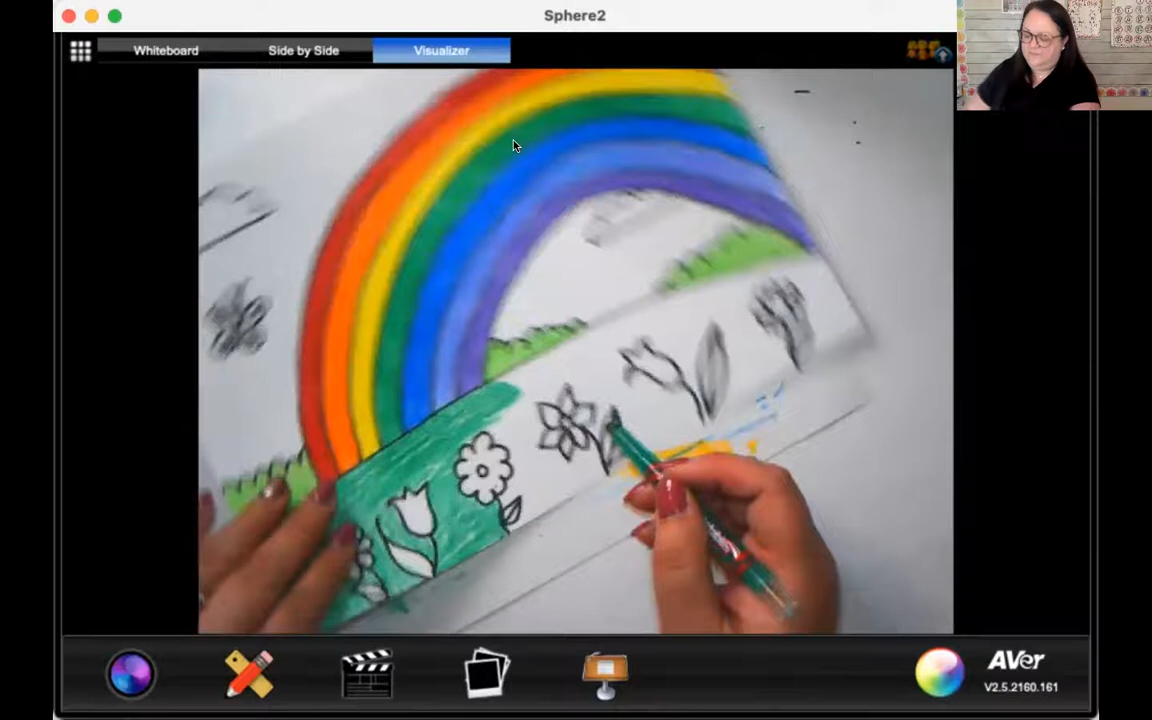 Sphere2
Whiteboard
Side by Side
Visualizer
AVer
V2.5.2160.161